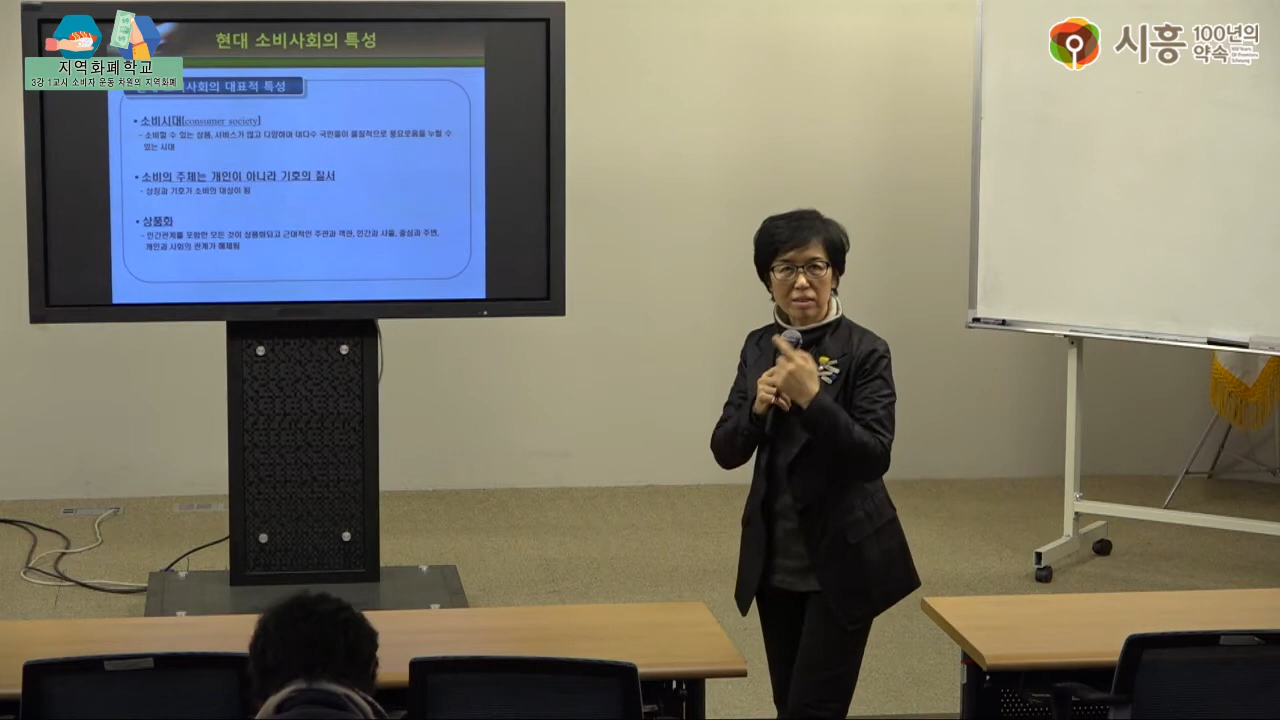 현대 소비사회의 특성
지역화폐학교
3강 1교시 소비자 운동 차원의 지역화폐
사회의 대표적 특성
• 소비시대[consumer society]
- 소비할 수 있는 상품, 서비스가 많고 다양하여 대다수 국민들이 물질적으로 풍요로움을 누릴 수
있는 시대
• 소비의 주체는 개인이 아니라 기호의 질서
- 상징과 기호가 소비의 대상이 됨
• 상품화
- 인간관계를 포함한 모든 것이 상품화되고 근대적인 주관과 객관, 인간과 사물, 중심과 주변,
개인과 사회의 관계가 해체됨
시흥 100년의
약속